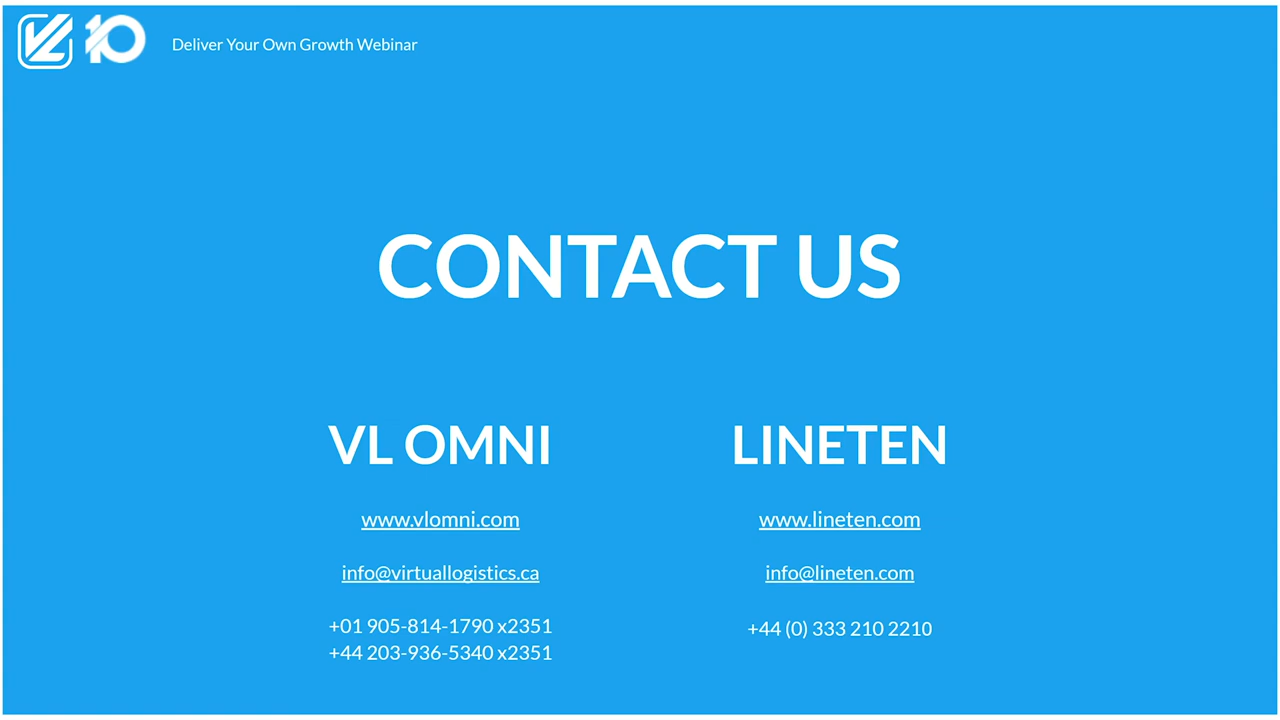 10
Deliver Your Own Growth Webinar
CONTACT US
VL OMNI
www.vlomni.com
info@virtuallogistics.ca
+01 905-814-1790 x2351
+44 203-936-5340 x2351
LINETEN
www.lineten.com
info@lineten.com
+44 (0) 333 210 2210